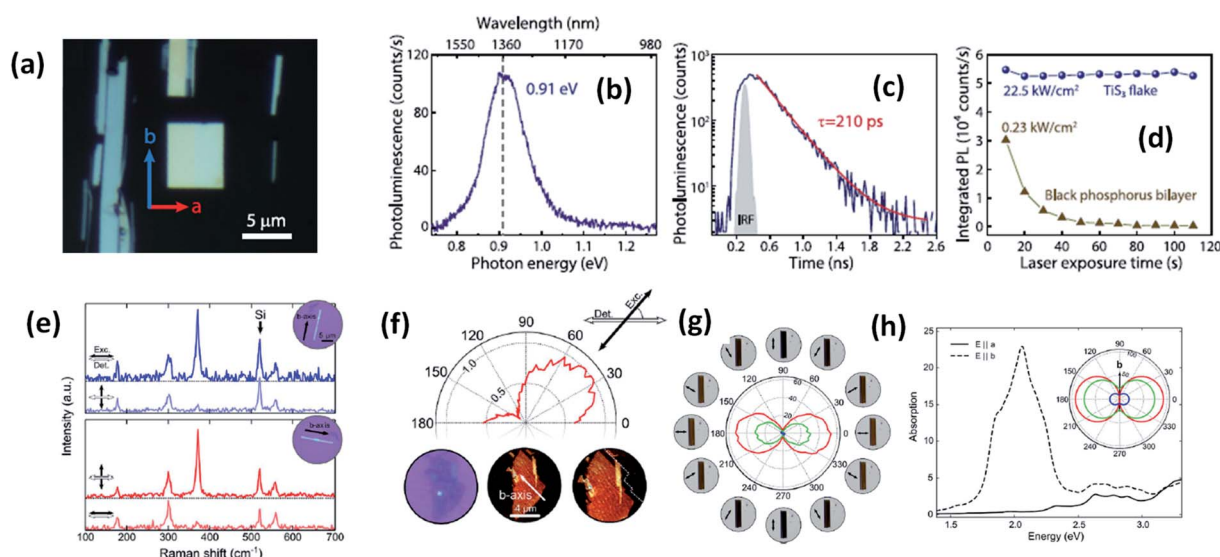 (a)
b
a
5 μm
Wavelength (nm)
1550 1360 1170 980
Photoluminescence (counts/s)
120
100
80
60
40
20
0
0.91 eV
(b)
0.8 0.9 1.0 1.1 1.2
Photon energy (eV)
Photoluminescence (counts/s)
10³
10²
10¹
(c)
τ=210 ps
IRF
0.2 0.6 1.0 1.4 1.8 2.2 2.6
Time (ns)
Integrated PL (10⁴ counts/s)
6
5
4
3
2
1
0
22.5 kW/cm² TiS₃ flake
(d)
0.23 kW/cm²
Black phosphorus bilayer
0 20 40 60 80 100 120
Laser exposure time (s)
(e)
Si
b-axis
5 μm
Exc.
Det.
b-axis
Intensity (a.u.)
100 200 300 400 500 600 700
Raman shift (cm⁻¹)
(f)
Det. Exc.
90
120 60
150 30
180 0
1.0
0.5
b-axis
4 μm
(g)
90
120 60
150 30
180 0
210 330
240 300
270
60
20
(h)
25
20
15
10
5
0
Absorption
E || a
E || b
90
120 60
150 30
180 0
210 330
240 300
270
b
1.5 2.0 2.5 3.0
Energy (eV)